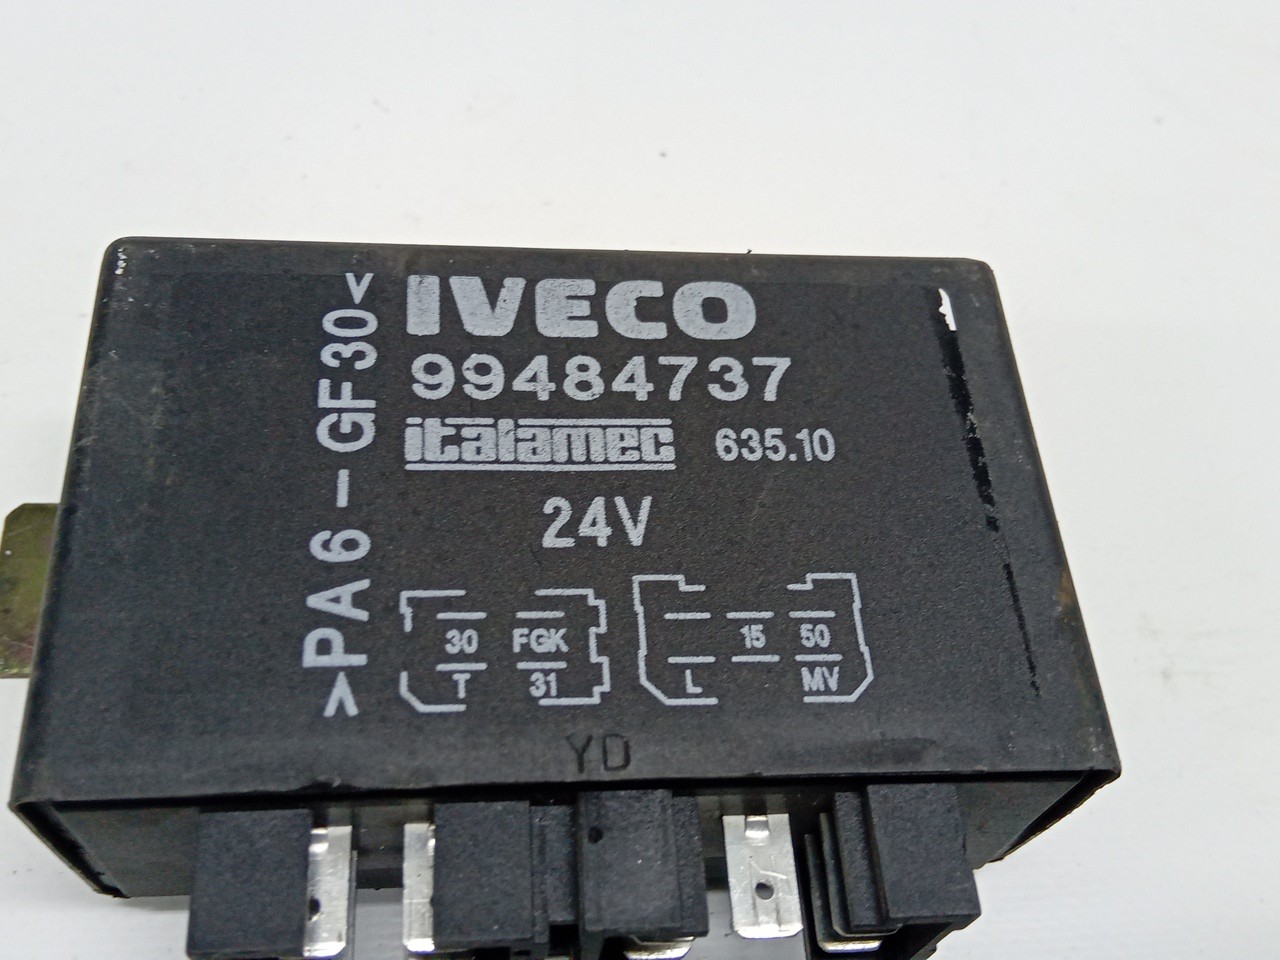 IVECO
99484737
italamec 635.10
24V
>PA6-GF30<
30 FGK
T 31
15 50
L MV
YD